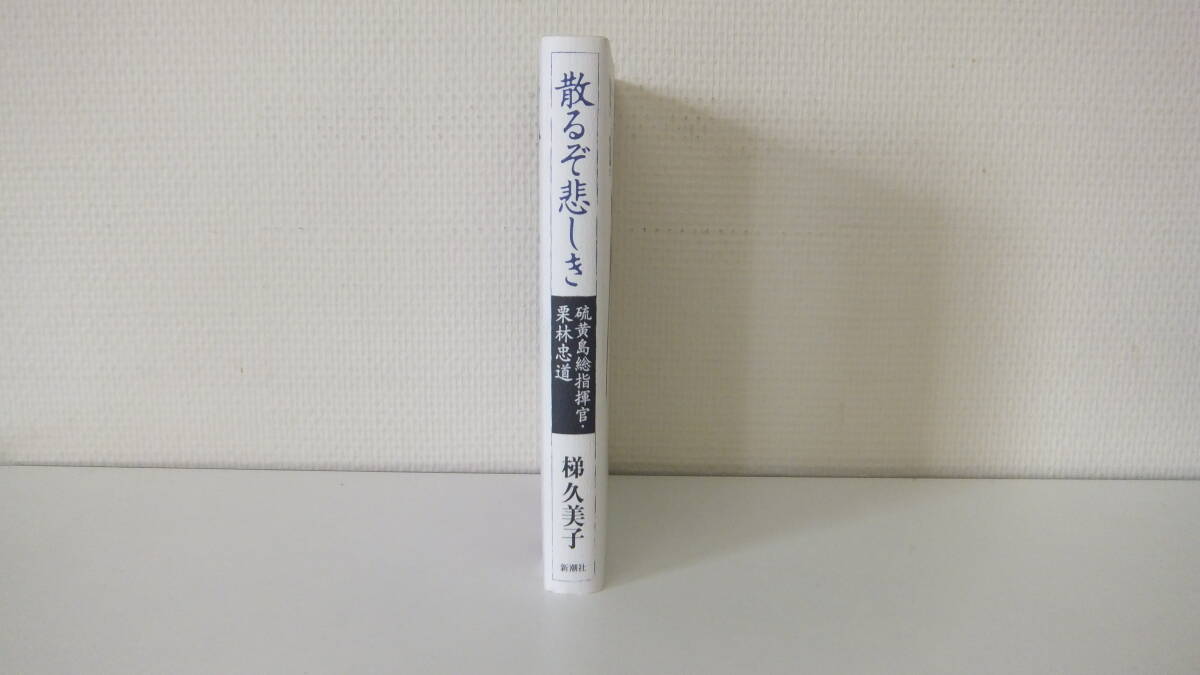 散るぞ悲しき
硫黄島総指揮官・
栗林忠道
梯久美子
新潮社